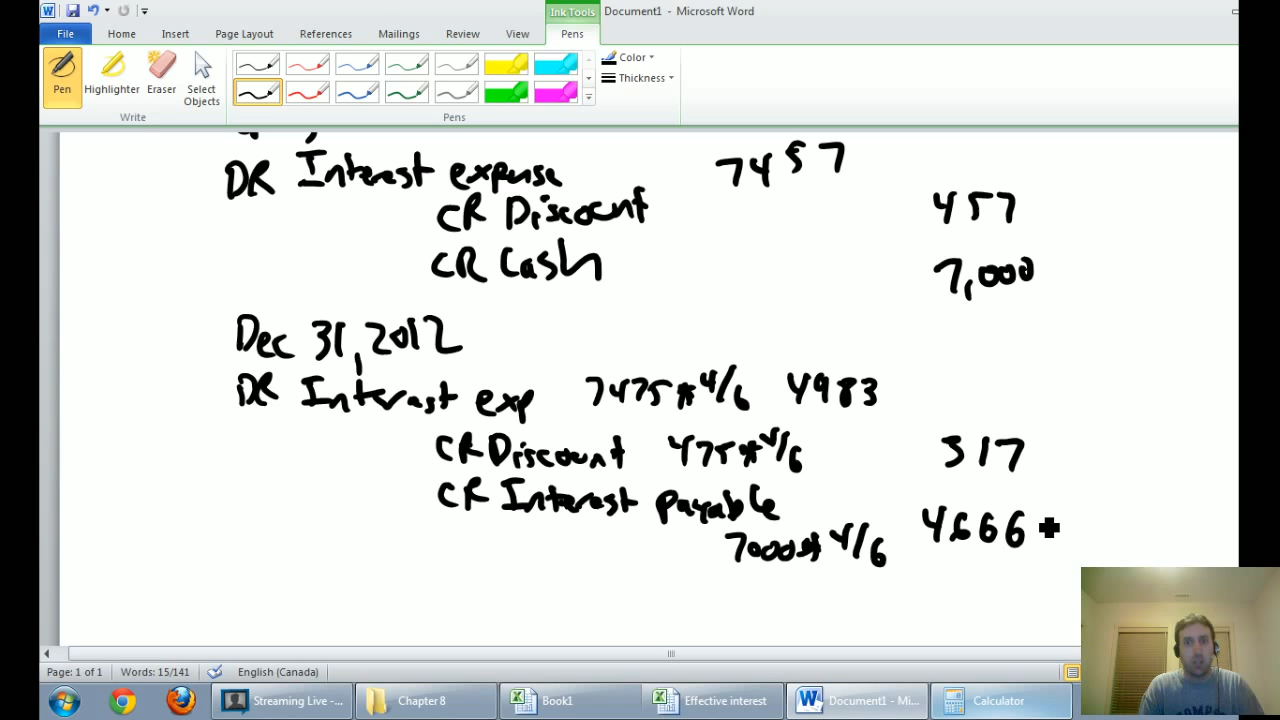 Ink Tools Document1 - Microsoft Word
File Home Insert Page Layout References Mailings Review View Pens
Pen Highlighter Eraser Select Objects
Color
Thickness
Write Pens
DR Interest expense 7457
CR Discount 457
CR Cash 7,000
Dec 31, 2012
DR Interest exp 7475*4/6 4983
CR Discount 475*4/6 317
CR Interest payable
7000*4/6 4666
Page: 1 of 1 Words: 15/141 English (Canada)
Streaming Live -... Chapter 8 Book1 Effective interest Document1 - Mi... Calculator